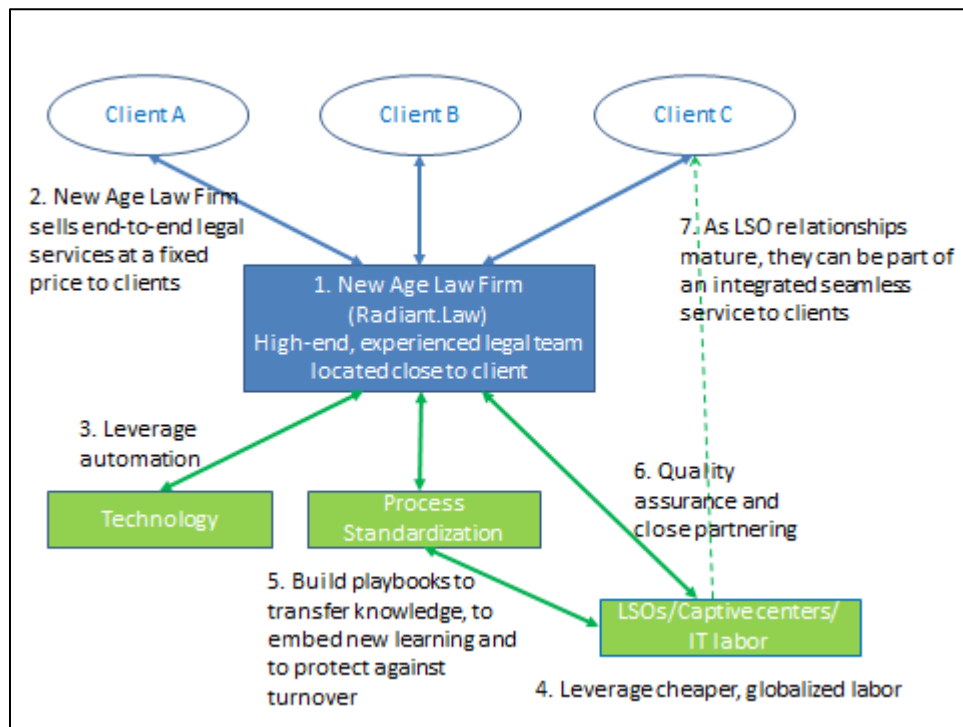 Client A
Client B
Client C
2. New Age Law Firm
sells end-to-end legal
services at a fixed
price to clients
7. As LSO relationships
mature, they can be part of
an integrated seamless
service to clients
1. New Age Law Firm
(Radiant.Law)
High-end, experienced legal team
located close to client
3. Leverage
automation
6. Quality
assurance and
close partnering
Technology
Process
Standardization
5. Build playbooks to
transfer knowledge, to
embed new learning and
to protect against
turnover
LSOs/Captive centers/
IT labor
4. Leverage cheaper, globalized labor